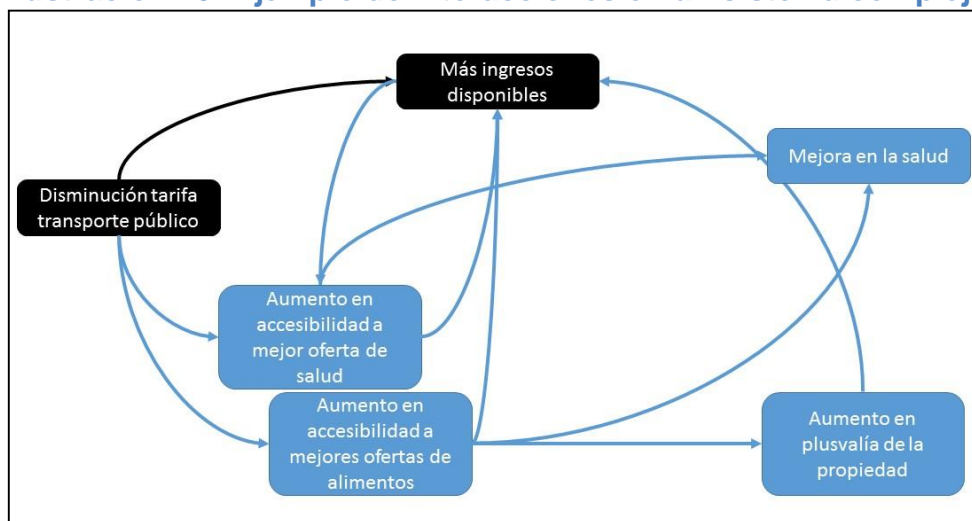 Más ingresos
disponibles
Mejora en la salud
Disminución tarifa
transporte público
Aumento en
accesibilidad a
mejor oferta de
salud
Aumento en
accesibilidad a
mejores ofertas de
alimentos
Aumento en
plusvalía de la
propiedad